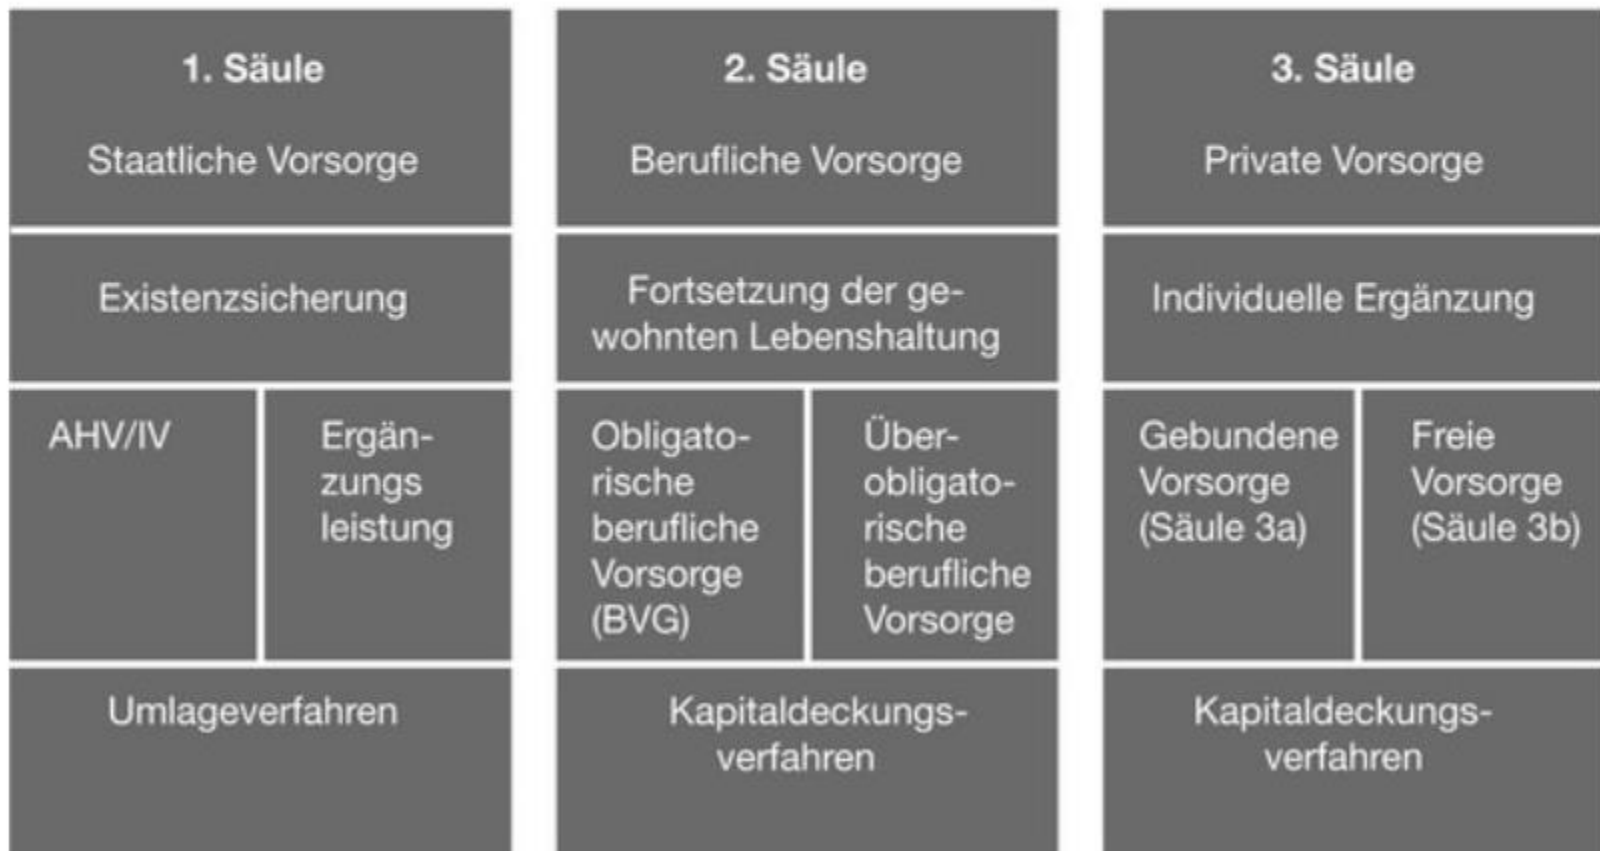 1. Säule
Staatliche Vorsorge
Existenzsicherung
AHV/IV
Ergän-
zungs
leistung
Umlageverfahren
2. Säule
Berufliche Vorsorge
Fortsetzung der ge-
wohnten Lebenshaltung
Obligato-
rische
berufliche
Vorsorge
(BVG)
Über-
obligato-
rische
berufliche
Vorsorge
Kapitaldeckungs-
verfahren
3. Säule
Private Vorsorge
Individuelle Ergänzung
Gebundene
Vorsorge
(Säule 3a)
Freie
Vorsorge
(Säule 3b)
Kapitaldeckungs-
verfahren